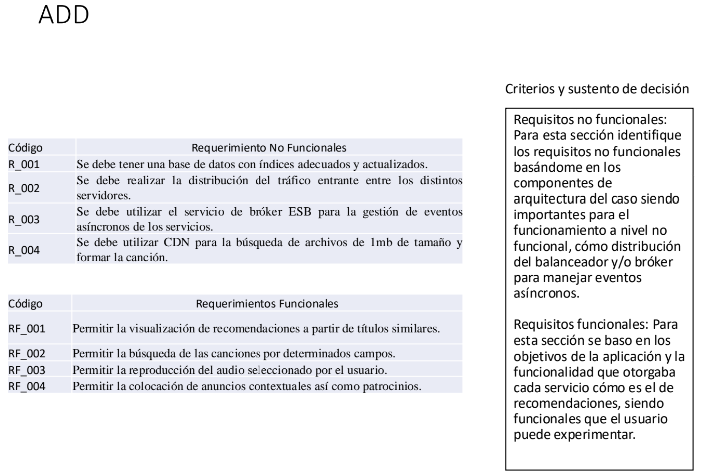 ADD
Criterios y sustento de decisión
Código Requerimiento No Funcionales
R_001 Se debe tener una base de datos con índices adecuados y actualizados.
R_002 Se debe realizar la distribución del tráfico entrante entre los distintos
servidores.
R_003 Se debe utilizar el servicio de bróker ESB para la gestión de eventos
asíncronos de los servicios.
R_004 Se debe utilizar CDN para la búsqueda de archivos de 1mb de tamaño y
formar la canción.
Código Requerimientos Funcionales
RF_001 Permitir la visualización de recomendaciones a partir de títulos similares.
RF_002 Permitir la búsqueda de las canciones por determinados campos.
RF_003 Permitir la reproducción del audio seleccionado por el usuario.
RF_004 Permitir la colocación de anuncios contextuales así como patrocinios.
Requisitos no funcionales:
Para esta sección identifique
los requisitos no funcionales
basándome en los
componentes de
arquitectura del caso siendo
importantes para el
funcionamiento a nivel no
funcional, cómo distribución
del balanceador y/o bróker
para manejar eventos
asíncronos.
Requisitos funcionales: Para
esta sección se baso en los
objetivos de la aplicación y la
funcionalidad que otorgaba
cada servicio cómo es el de
recomendaciones, siendo
funcionales que el usuario
puede experimentar.